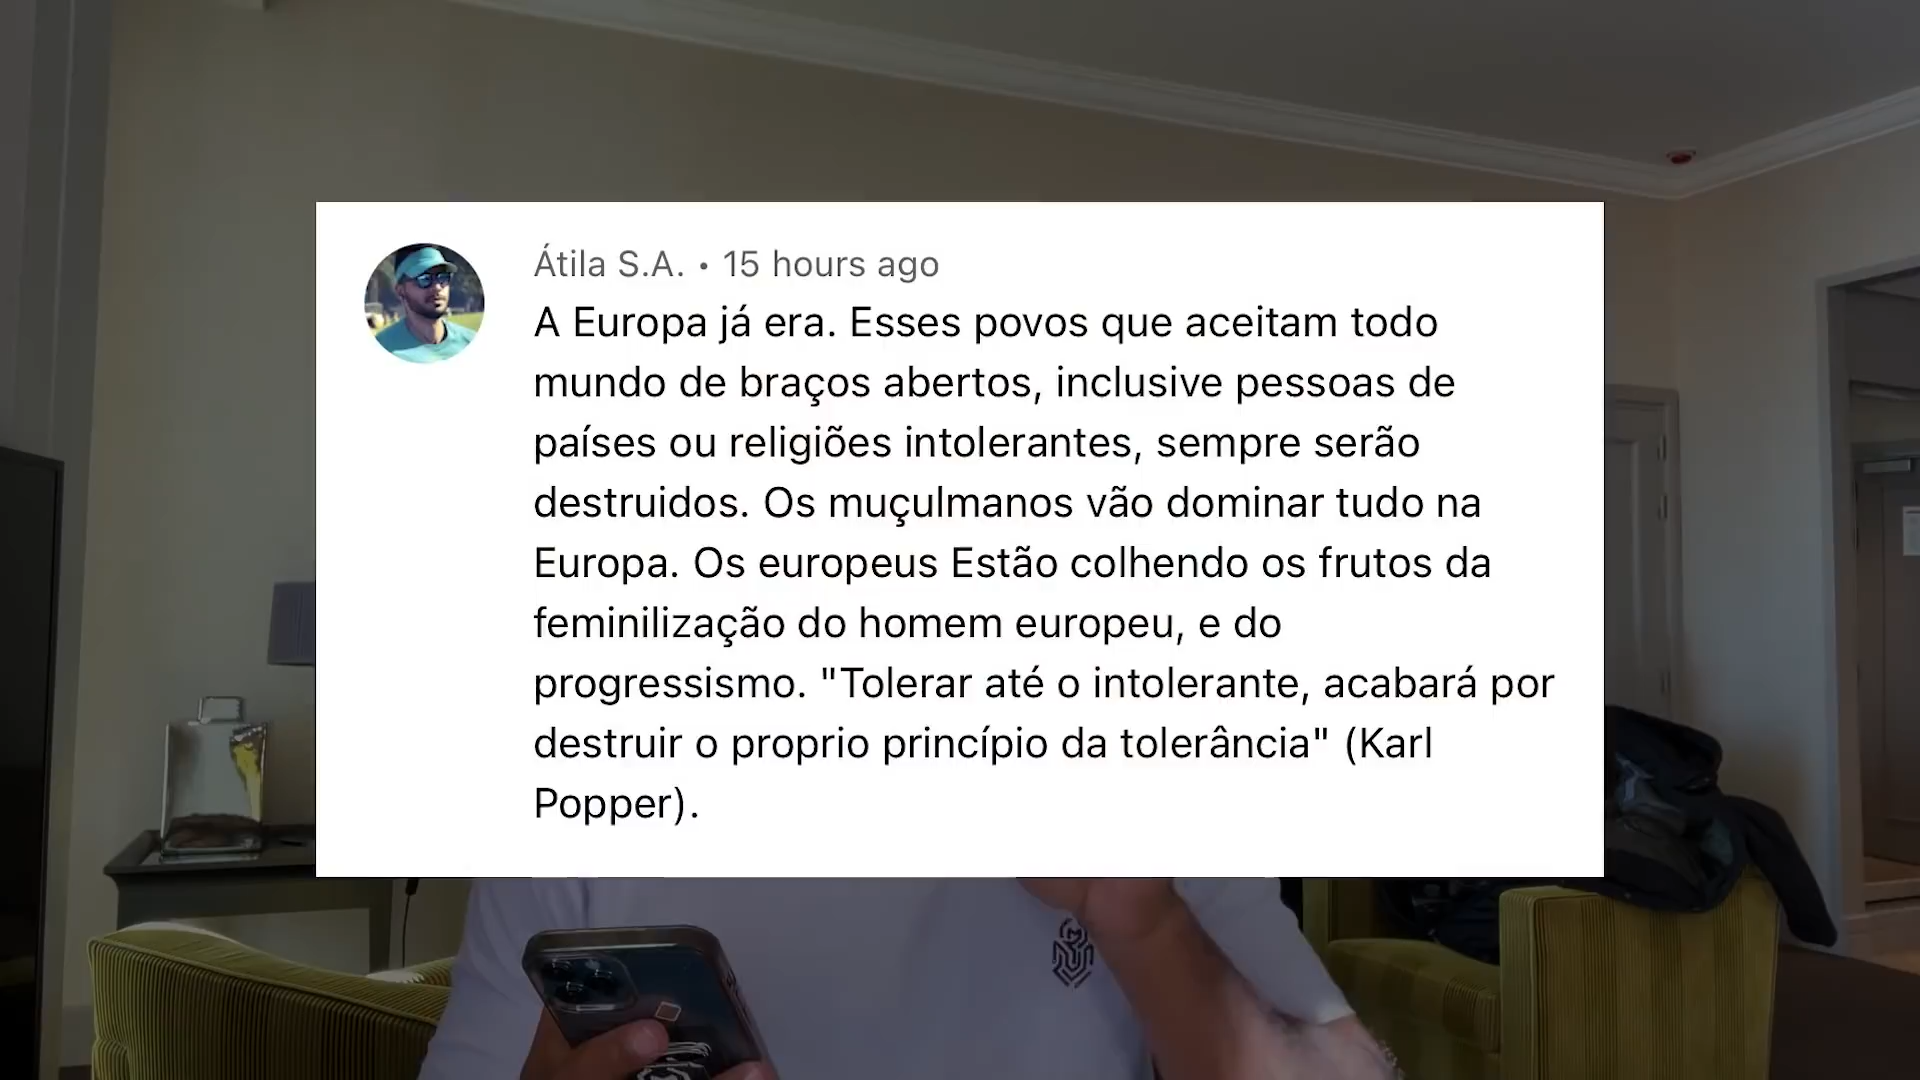 Átila S.A. • 15 hours ago
A Europa já era. Esses povos que aceitam todo
mundo de braços abertos, inclusive pessoas de
países ou religiões intolerantes, sempre serão
destruidos. Os muçulmanos vão dominar tudo na
Europa. Os europeus Estão colhendo os frutos da
feminilização do homem europeu, e do
progressismo. "Tolerar até o intolerante, acabará por
destruir o proprio princípio da tolerância" (Karl
Popper).